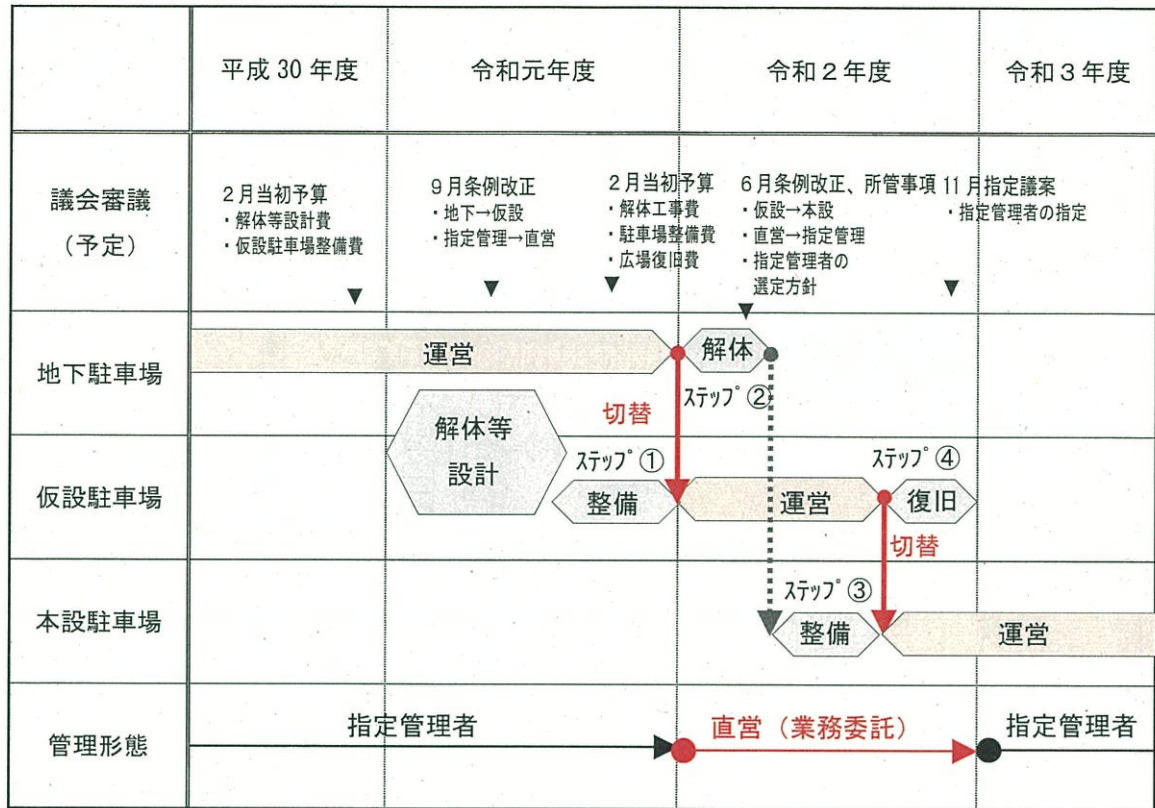 平成30年度
令和元年度
令和2年度
令和3年度
議会審議
（予定）
2月当初予算
・解体等設計費
・仮設駐車場整備費
9月条例改正
・地下→仮設
・指定管理→直営
2月当初予算
・解体工事費
・駐車場整備費
・広場復旧費
6月条例改正、所管事項
・仮設→本設
・直営→指定管理
・指定管理者の
選定方針
11月指定議案
・指定管理者の指定
地下駐車場
運営
解体
ｽﾃｯﾌﾟ②
切替
解体等
設計
仮設駐車場
ｽﾃｯﾌﾟ①
整備
運営
ｽﾃｯﾌﾟ④
復旧
切替
本設駐車場
ｽﾃｯﾌﾟ③
整備
運営
管理形態
指定管理者
直営（業務委託）
指定管理者